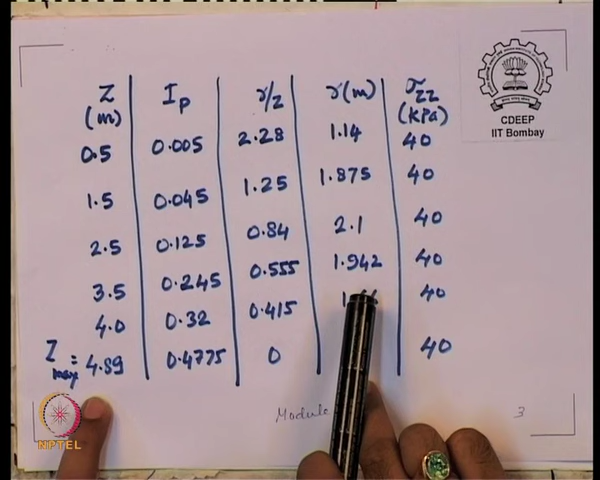 Z (m) | Ip | r/z | r(m) | σzz (kPa)
0.5 | 0.005 | 2.28 | 1.14 | 40
1.5 | 0.045 | 1.25 | 1.875 | 40
2.5 | 0.125 | 0.84 | 2.1 | 40
3.5 | 0.245 | 0.555 | 1.942 | 40
4.0 | 0.32 | 0.415 | 1. | 40
Zmax = 4.89 | 0.4775 | 0 | 40
CDEEP
IIT Bombay
NPTEL
Module
3